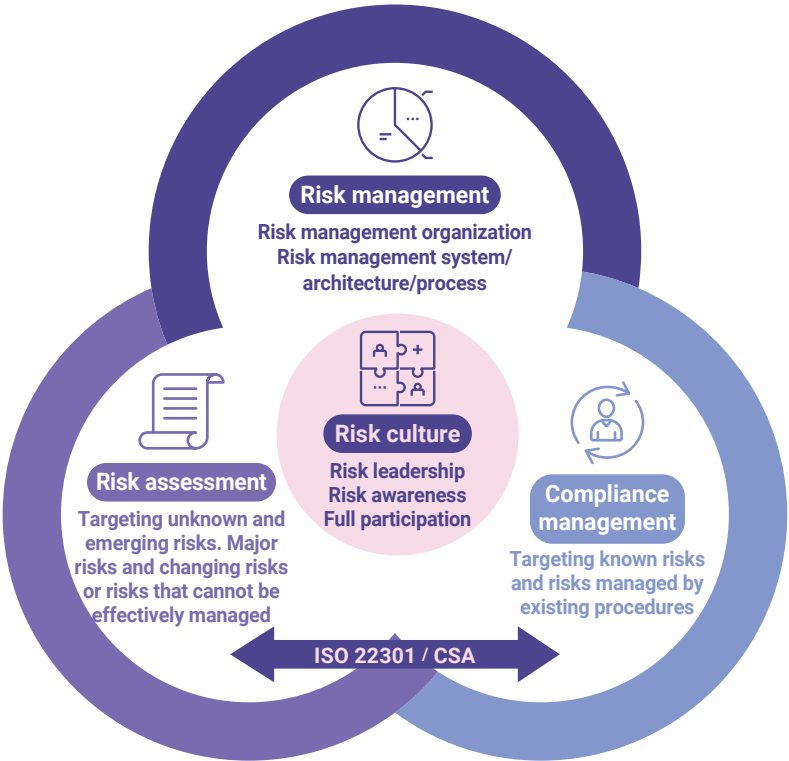 Risk management
Risk management organization
Risk management system/
architecture/process
Risk culture
Risk leadership
Risk awareness
Full participation
Risk assessment
Targeting unknown and
emerging risks. Major
risks and changing risks
or risks that cannot be
effectively managed
Compliance
management
Targeting known risks
and risks managed by
existing procedures
ISO 22301 / CSA